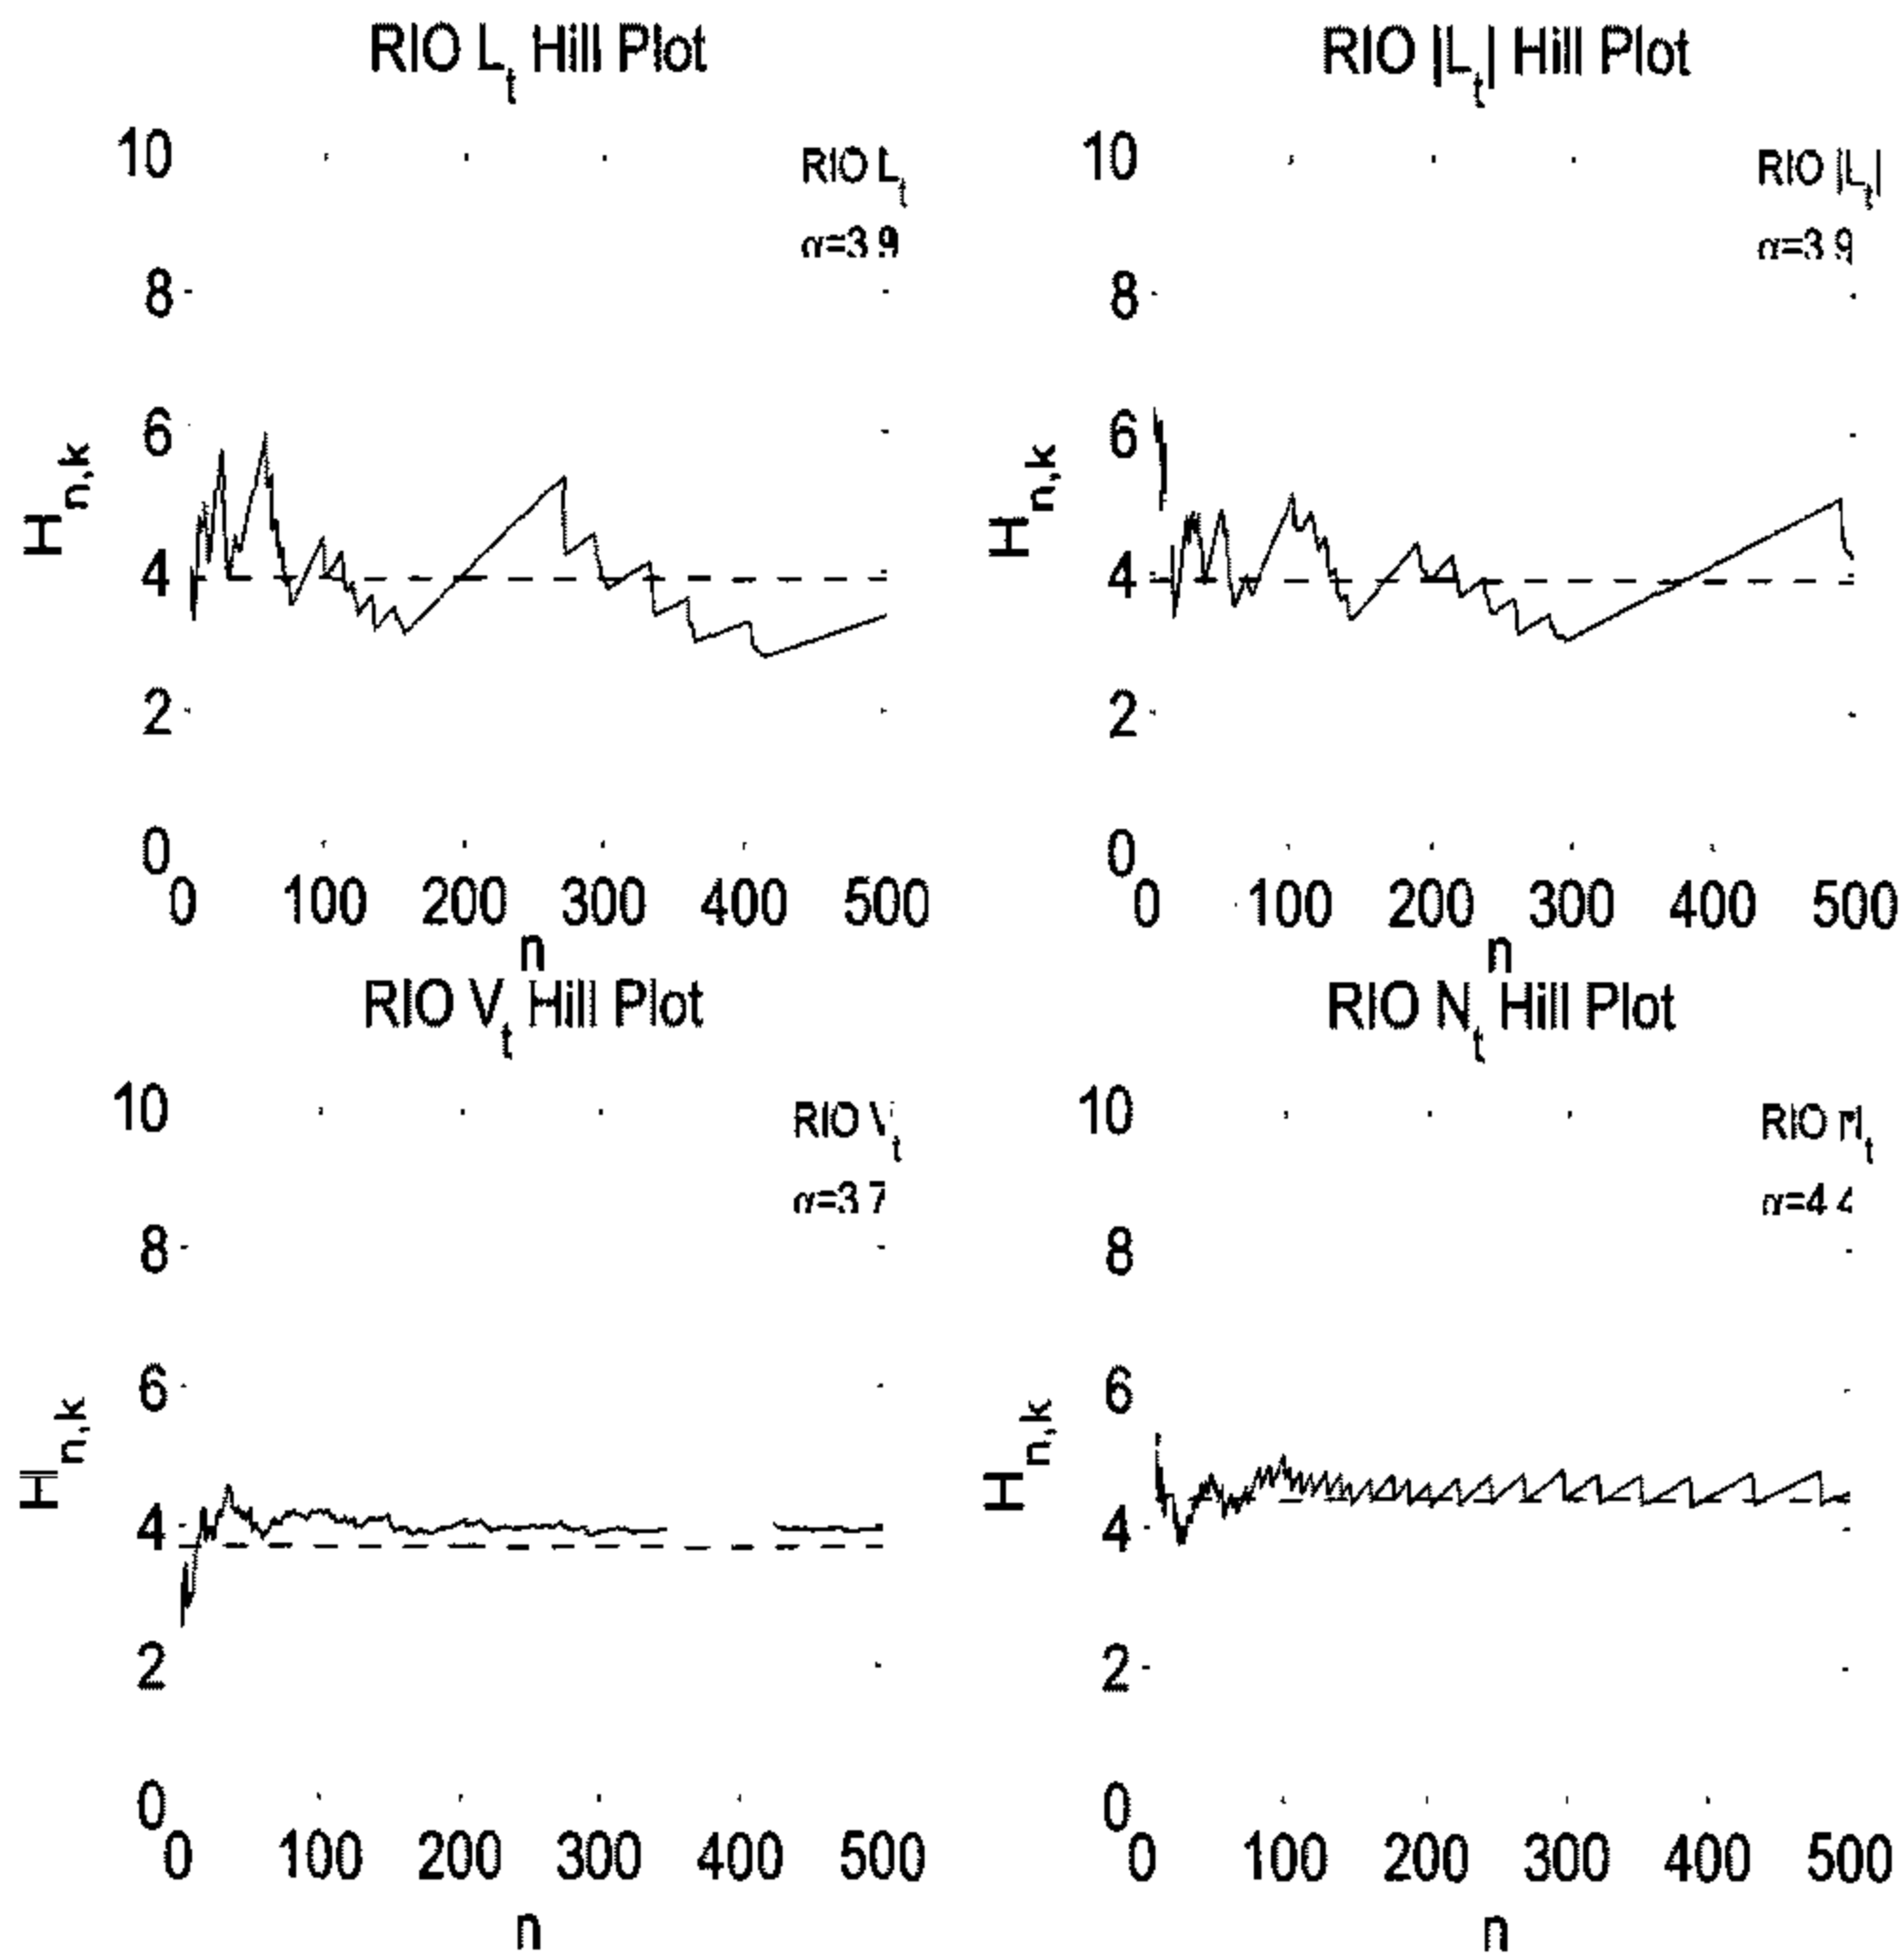 RIO L_t Hill Plot
10
8
6
4
2
0
H_n,k
RIO L_t
α=3.9
0 100 200 300 400 500
n
RIO |L_t| Hill Plot
10
8
6
4
2
0
H_n,k
RIO |L_t|
α=3 9
0 100 200 300 400 500
n
RIO V_t Hill Plot
10
8
6
4
2
0
H_n,k
RIO V_t
α=3 7
0 100 200 300 400 500
n
RIO N_t Hill Plot
10
8
6
4
2
0
H_n,k
RIO N_t
α=4 4
0 100 200 300 400 500
n